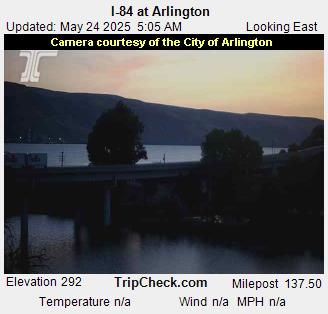 I-84 at Arlington
Updated: May 24 2025 5:05 AM Looking East
Camera courtesy of the City of Arlington
Elevation 292 TripCheck.com Milepost 137.50
Temperature n/a Wind n/a MPH n/a